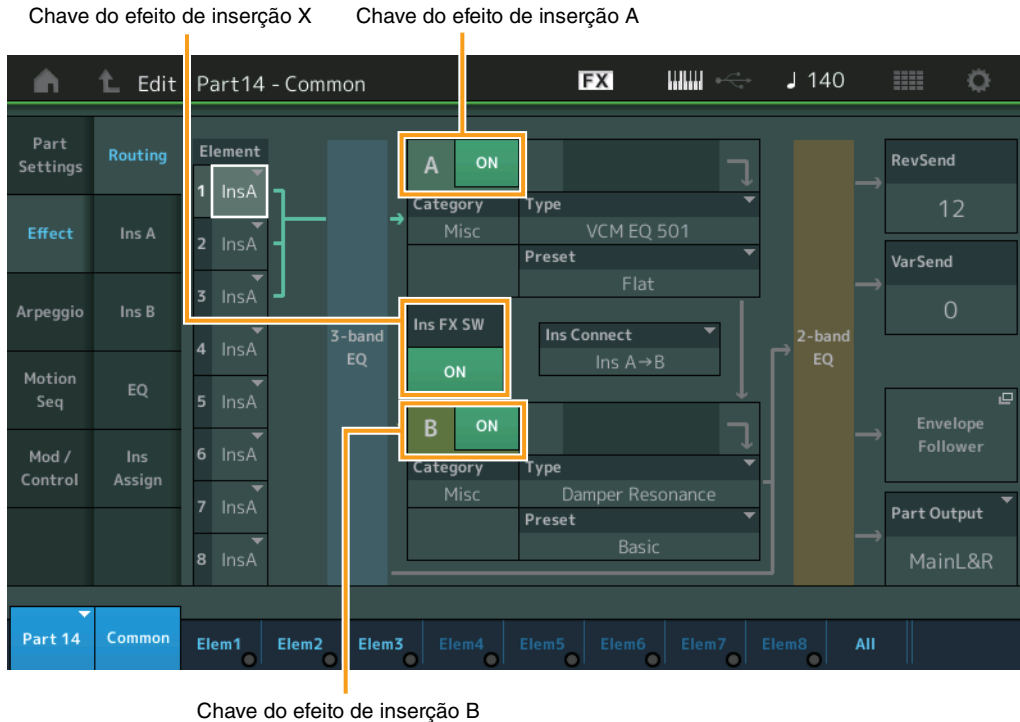 Chave do efeito de inserção X
Chave do efeito de inserção A
Edit
Part14 - Common
FX
♩ 140
Part
Settings
Effect
Arpeggio
Motion
Seq
Mod /
Control
Routing
Ins A
Ins B
EQ
Ins
Assign
Element
1 InsA
2 InsA
3 InsA
4 InsA
5 InsA
6 InsA
7 InsA
8 InsA
3-band
EQ
A ON
Category
Misc
Type
VCM EQ 501
Preset
Flat
Ins FX SW
ON
Ins Connect
Ins A→B
B ON
Category
Misc
Type
Damper Resonance
Preset
Basic
2-band
EQ
RevSend
12
VarSend
0
Envelope
Follower
Part Output
MainL&R
Part 14
Common
Elem1
Elem2
Elem3
Elem4
Elem5
Elem6
Elem7
Elem8
All
Chave do efeito de inserção B